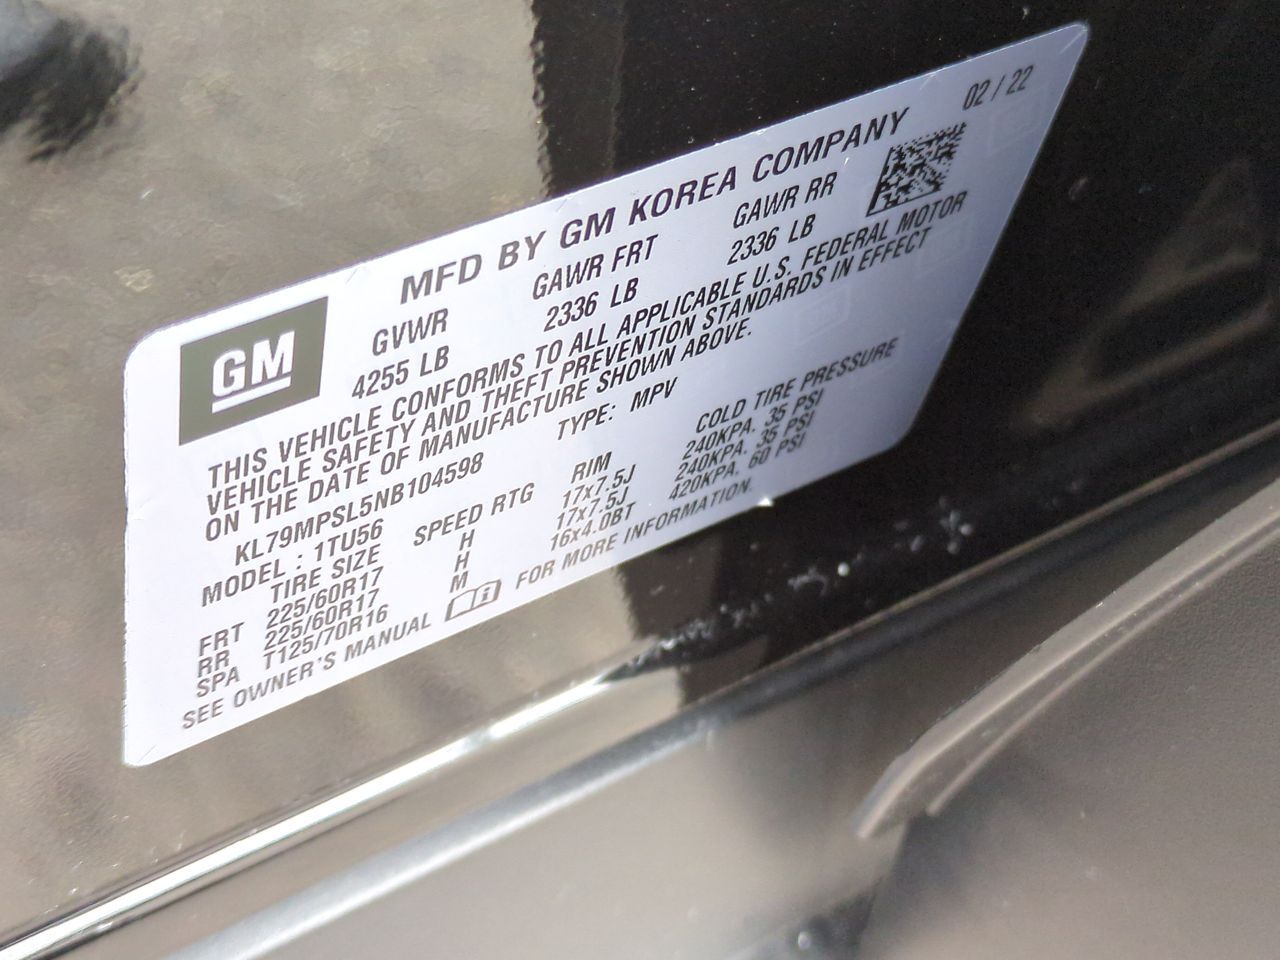 MFD BY GM KOREA COMPANY 02 / 22
GM
GVWR GAWR FRT GAWR RR
4255 LB 2336 LB 2336 LB
THIS VEHICLE CONFORMS TO ALL APPLICABLE U.S. FEDERAL MOTOR
VEHICLE SAFETY AND THEFT PREVENTION STANDARDS IN EFFECT
ON THE DATE OF MANUFACTURE SHOWN ABOVE.
KL79MPSL5NB104598 TYPE: MPV
MODEL : 1TU56
TIRE SIZE SPEED RTG RIM COLD TIRE PRESSURE
FRT 225/60R17 H 17x7.5J 240KPA, 35 PSI
RR 225/60R17 H 17x7.5J 240KPA, 35 PSI
SPA T125/70R16 M 16x4.0BT 420KPA, 60 PSI
SEE OWNER'S MANUAL i FOR MORE INFORMATION.